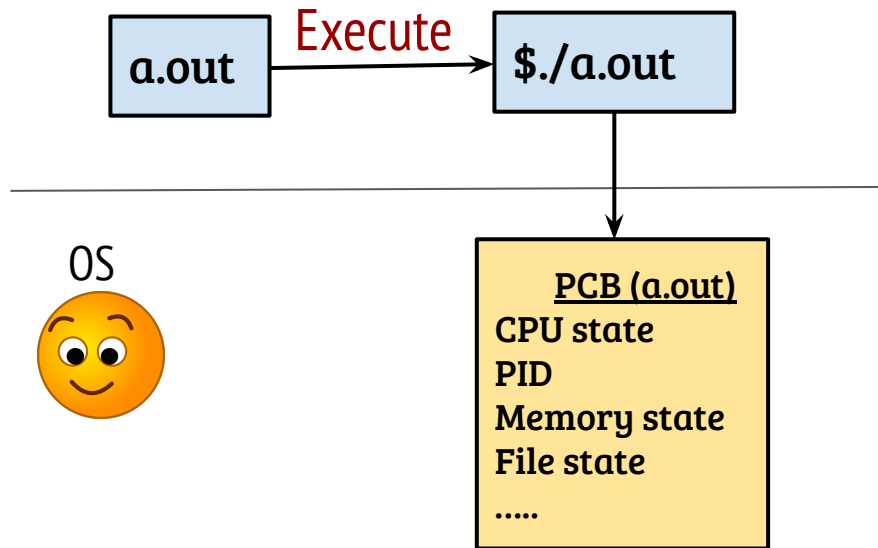 Execute
a.out
$./a.out
OS
PCB (a.out)
CPU state
PID
Memory state
File state
.....